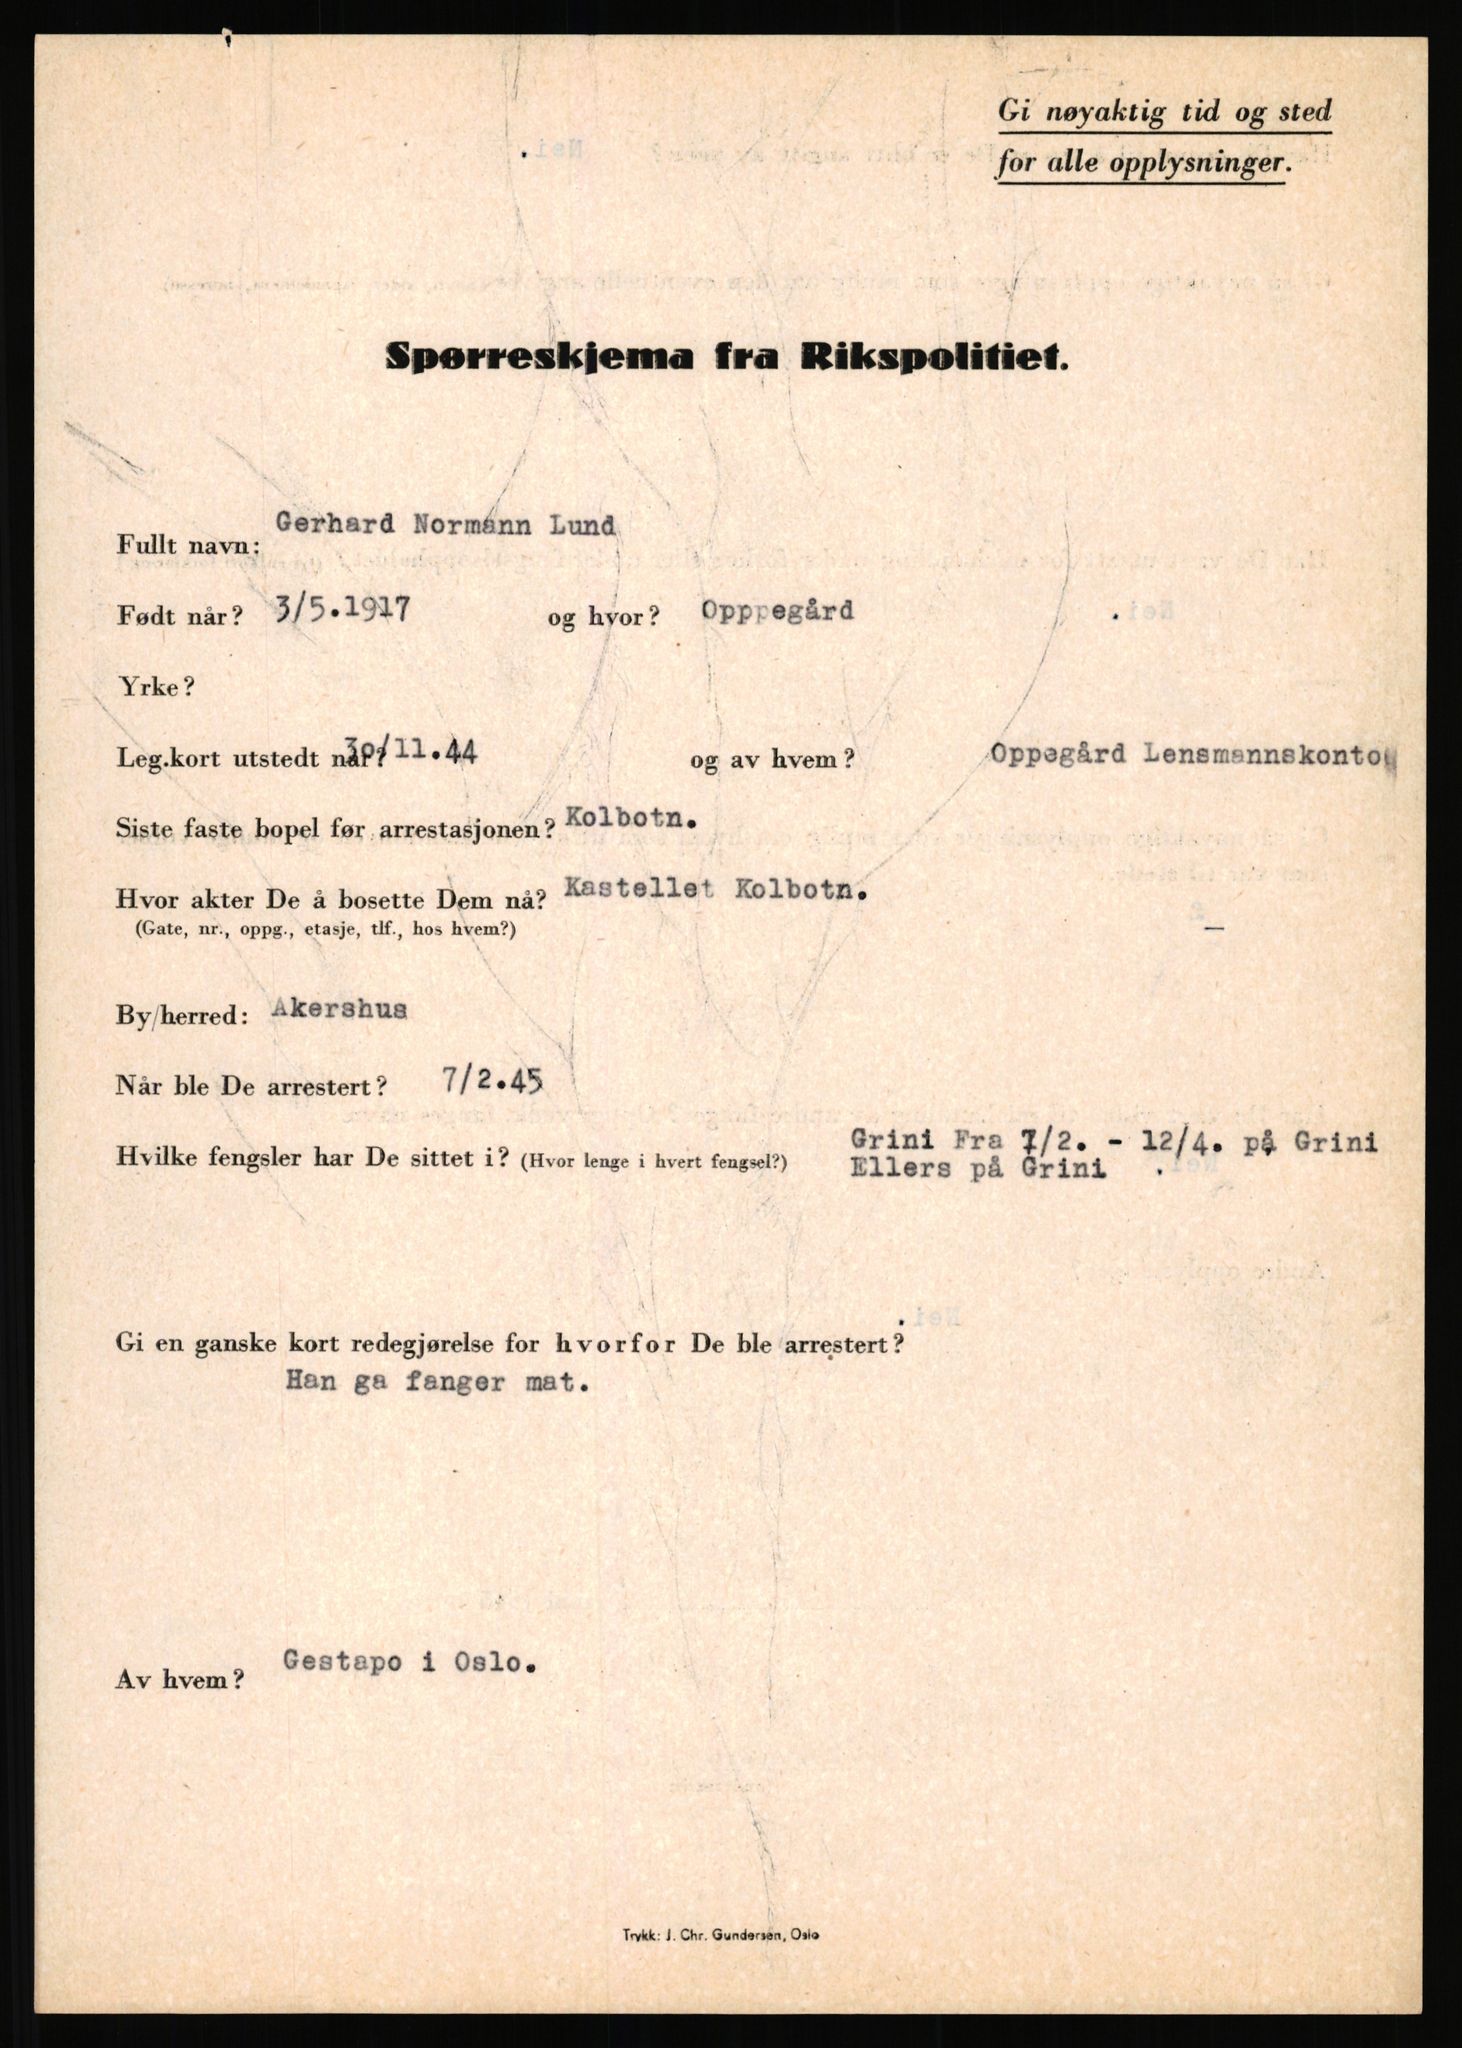 Gi nøyaktig tid og sted
for alle opplysninger.
Spørreskjema fra Rikspolitiet.
Fullt navn: Gerhard Normann Lund
Født når? 3/5.1917 og hvor? Opppegård
Yrke?
Leg.kort utstedt når? 30/11.44 og av hvem? Oppegård Lensmannskonto
Siste faste bopel før arrestasjonen? Kolbotn.
Hvor akter De å bosette Dem nå? Kastellet Kolbotn.
(Gate, nr., oppg., etasje, tlf., hos hvem?)
By/herred: Akershus
Når ble De arrestert? 7/2.45
Hvilke fengsler har De sittet i? (Hvor lenge i hvert fengsel?) Grini Fra 7/2. - 12/4. på Grini
Ellers på Grini
Gi en ganske kort redegjørelse for hvorfor De ble arrestert?
Han ga fanger mat.
Av hvem? Gestapo i Oslo.
Trykk: J. Chr. Gundersen, Oslo